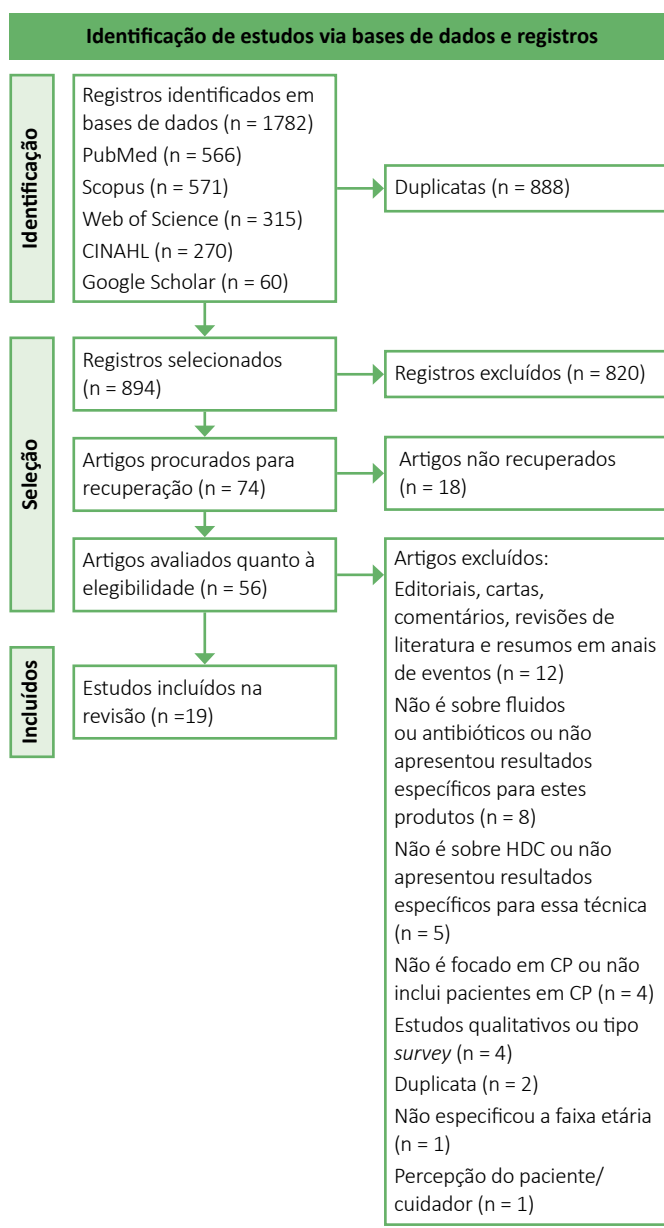 Identificação de estudos via bases de dados e registros
Identificação
Registros identificados em
bases de dados (n = 1782)
PubMed (n = 566)
Scopus (n = 571)
Web of Science (n = 315)
CINAHL (n = 270)
Google Scholar (n = 60)
Duplicatas (n = 888)
Seleção
Registros selecionados
(n = 894)
Registros excluídos (n = 820)
Artigos procurados para
recuperação (n = 74)
Artigos não recuperados
(n = 18)
Artigos avaliados quanto à
elegibilidade (n = 56)
Artigos excluídos:
Editoriais, cartas,
comentários, revisões de
literatura e resumos em anais
de eventos (n = 12)
Não é sobre fluidos
ou antibióticos ou não
apresentou resultados
específicos para estes
produtos (n = 8)
Não é sobre HDC ou não
apresentou resultados
específicos para essa técnica
(n = 5)
Não é focado em CP ou não
inclui pacientes em CP (n = 4)
Estudos qualitativos ou tipo
survey (n = 4)
Duplicata (n = 2)
Não especificou a faixa etária
(n = 1)
Percepção do paciente/
cuidador (n = 1)
Incluídos
Estudos incluídos na
revisão (n =19)